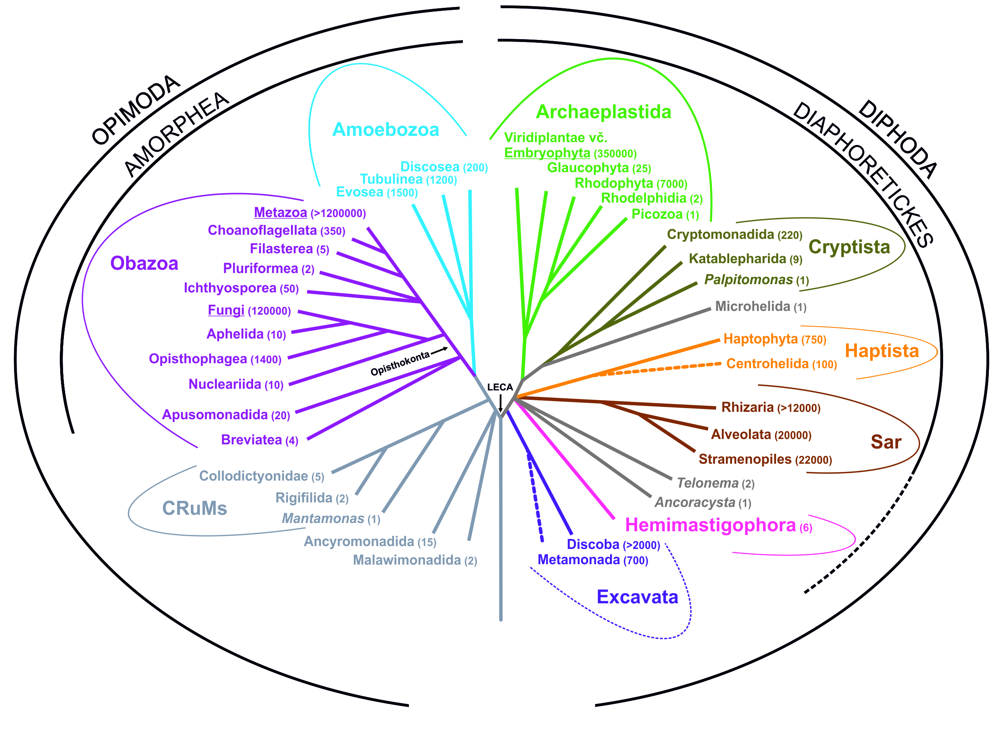 OPIMODA
AMORPHEA
DIPHODA
DIAPHORETICKES
Amoebozoa
Discosea (200)
Tubulinea (1200)
Evosea (1500)
Archaeplastida
Viridiplantae vč.
Embryophyta (350000)
Glaucophyta (25)
Rhodophyta (7000)
Rhodelphidia (2)
Picozoa (1)
Obazoa
Metazoa (>1200000)
Choanoflagellata (350)
Filasterea (5)
Pluriformea (2)
Ichthyosporea (50)
Fungi (120000)
Aphelida (10)
Opisthophagea (1400)
Nucleariida (10)
Apusomonadida (20)
Breviatea (4)
Opisthokonta
LECA
Cryptista
Cryptomonadida (220)
Katablepharida (9)
Palpitomonas (1)
Microhelida (1)
Haptista
Haptophyta (750)
Centrohelida (100)
Sar
Rhizaria (>12000)
Alveolata (20000)
Stramenopiles (22000)
Telonema (2)
Ancoracysta (1)
Hemimastigophora (6)
Discoba (>2000)
Metamonada (700)
Excavata
CRuMs
Collodictyonidae (5)
Rigifilida (2)
Mantamonas (1)
Ancyromonadida (15)
Malawimonadida (2)